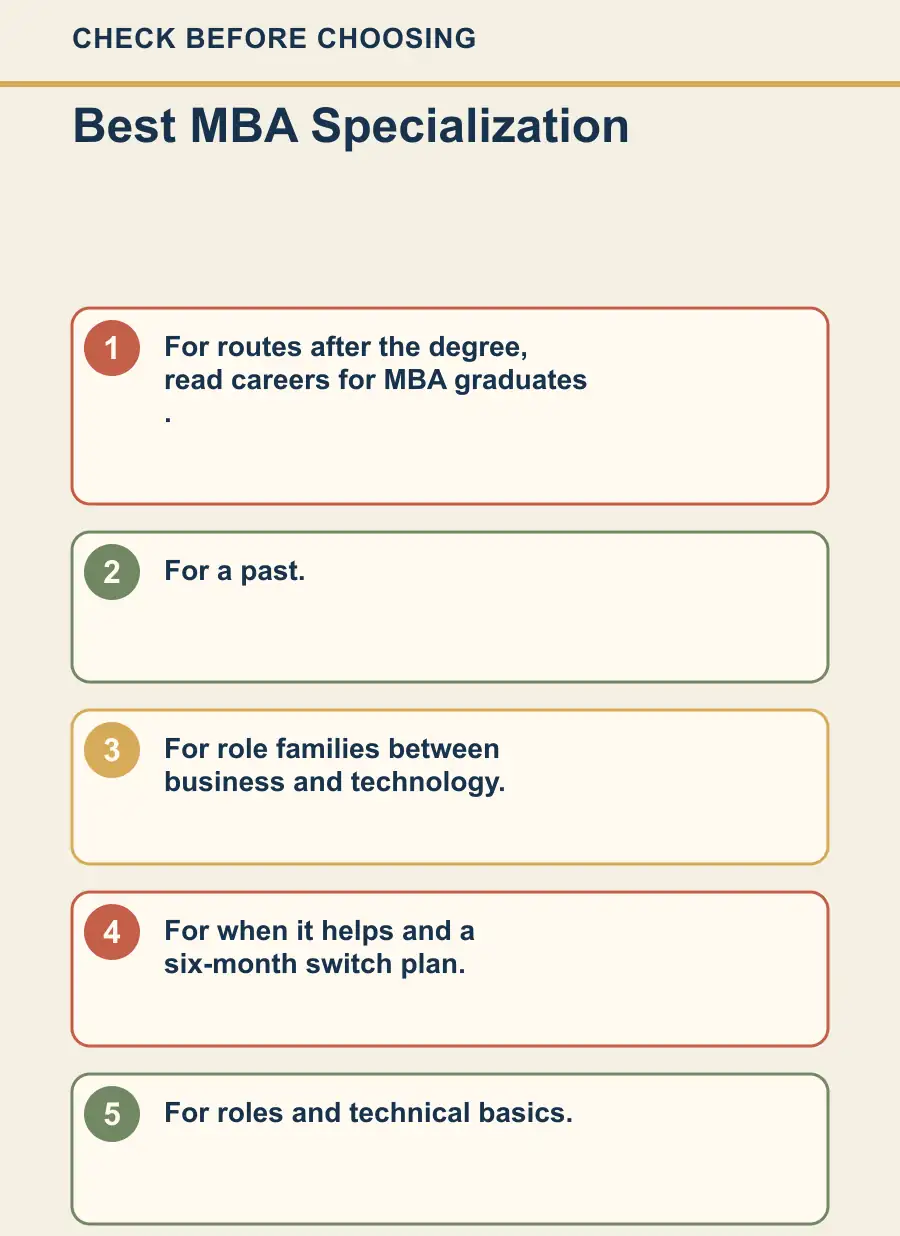 CHECK BEFORE CHOOSING
Best MBA Specialization
1
For routes after the degree,
read careers for MBA graduates
.
2
For a past.
3
For role families between
business and technology.
4
For when it helps and a
six-month switch plan.
5
For roles and technical basics.